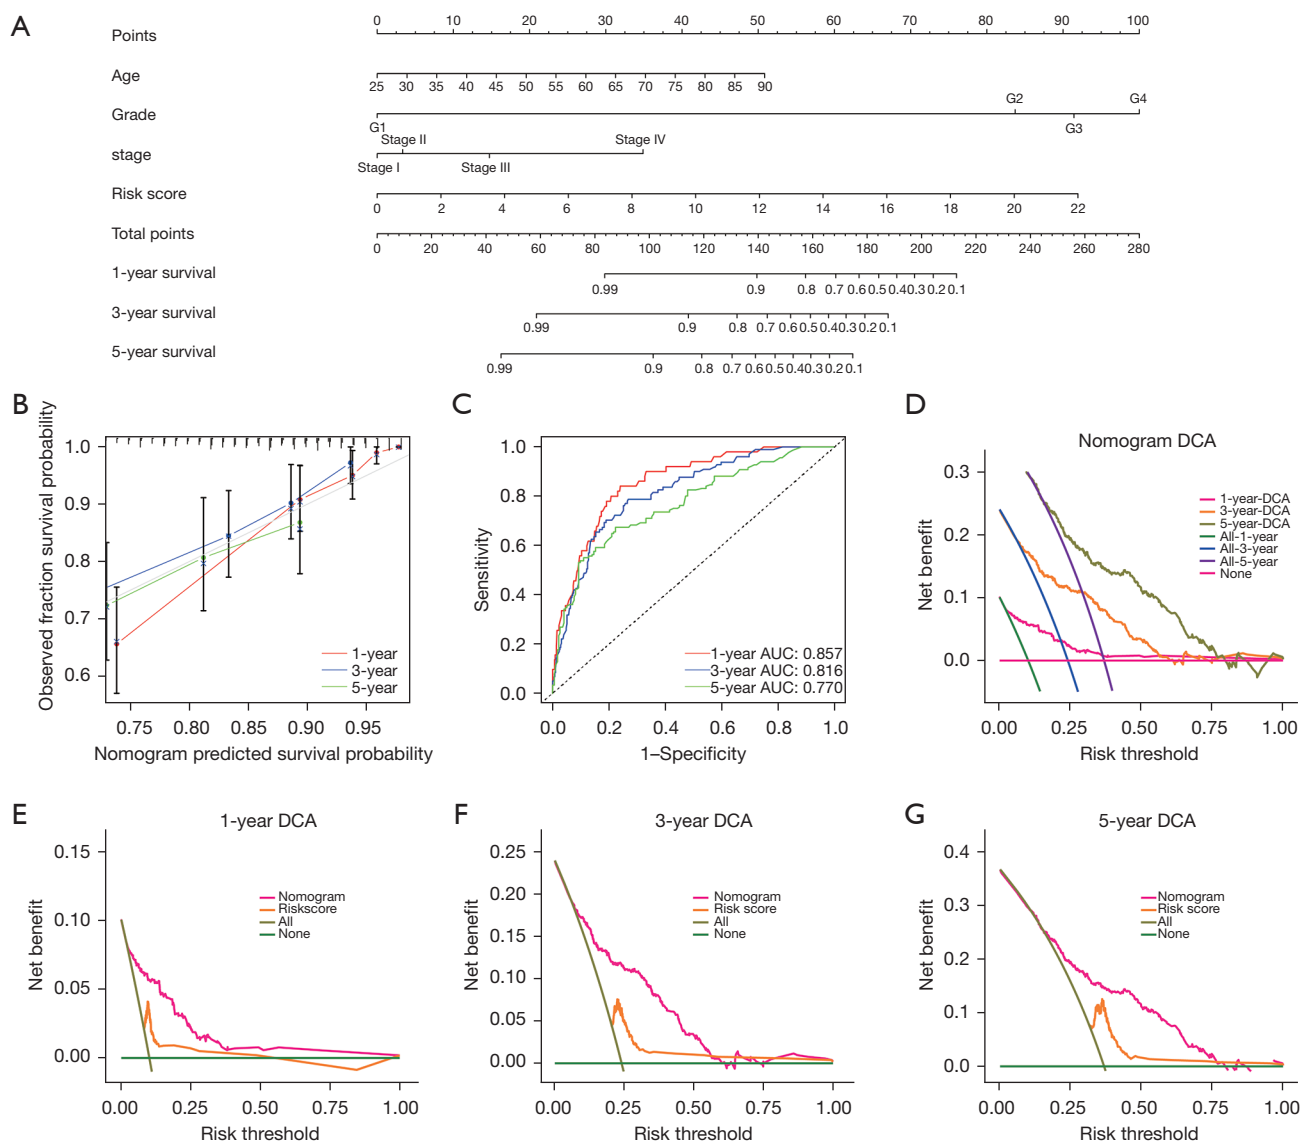 A
Points
0 10 20 30 40 50 60 70 80 90 100
Age
25 30 35 40 45 50 55 60 65 70 75 80 85 90
Grade
G1 G2 G3 G4
stage
Stage I Stage II Stage III Stage IV
Risk score
0 2 4 6 8 10 12 14 16 18 20 22
Total points
0 20 40 60 80 100 120 140 160 180 200 220 240 260 280
1-year survival
0.99 0.9 0.8 0.7 0.6 0.5 0.4 0.3 0.2 0.1
3-year survival
0.99 0.9 0.8 0.7 0.6 0.5 0.4 0.3 0.2 0.1
5-year survival
0.99 0.9 0.8 0.7 0.6 0.5 0.4 0.3 0.2 0.1
B
Observed fraction survival probability
1.0
0.9
0.8
0.7
0.6
1-year
3-year
5-year
0.75 0.80 0.85 0.90 0.95
Nomogram predicted survival probability
C
Sensitivity
1.0
0.8
0.6
0.4
0.2
0.0
1-year AUC: 0.857
3-year AUC: 0.816
5-year AUC: 0.770
0.0 0.2 0.4 0.6 0.8 1.0
1–Specificity
D
Nomogram DCA
Net benefit
0.3
0.2
0.1
0.0
1-year-DCA
3-year-DCA
5-year-DCA
All-1-year
All-3-year
All-5-year
None
0.00 0.25 0.50 0.75 1.00
Risk threshold
E
1-year DCA
Net benefit
0.15
0.10
0.05
0.00
Nomogram
Riskscore
All
None
0.00 0.25 0.50 0.75 1.00
Risk threshold
F
3-year DCA
Net benefit
0.25
0.20
0.15
0.10
0.05
0.00
Nomogram
Risk score
All
None
0.00 0.25 0.50 0.75 1.00
Risk threshold
G
5-year DCA
Net benefit
0.4
0.3
0.2
0.1
0.0
Nomogram
Risk score
All
None
0.00 0.25 0.50 0.75 1.00
Risk threshold